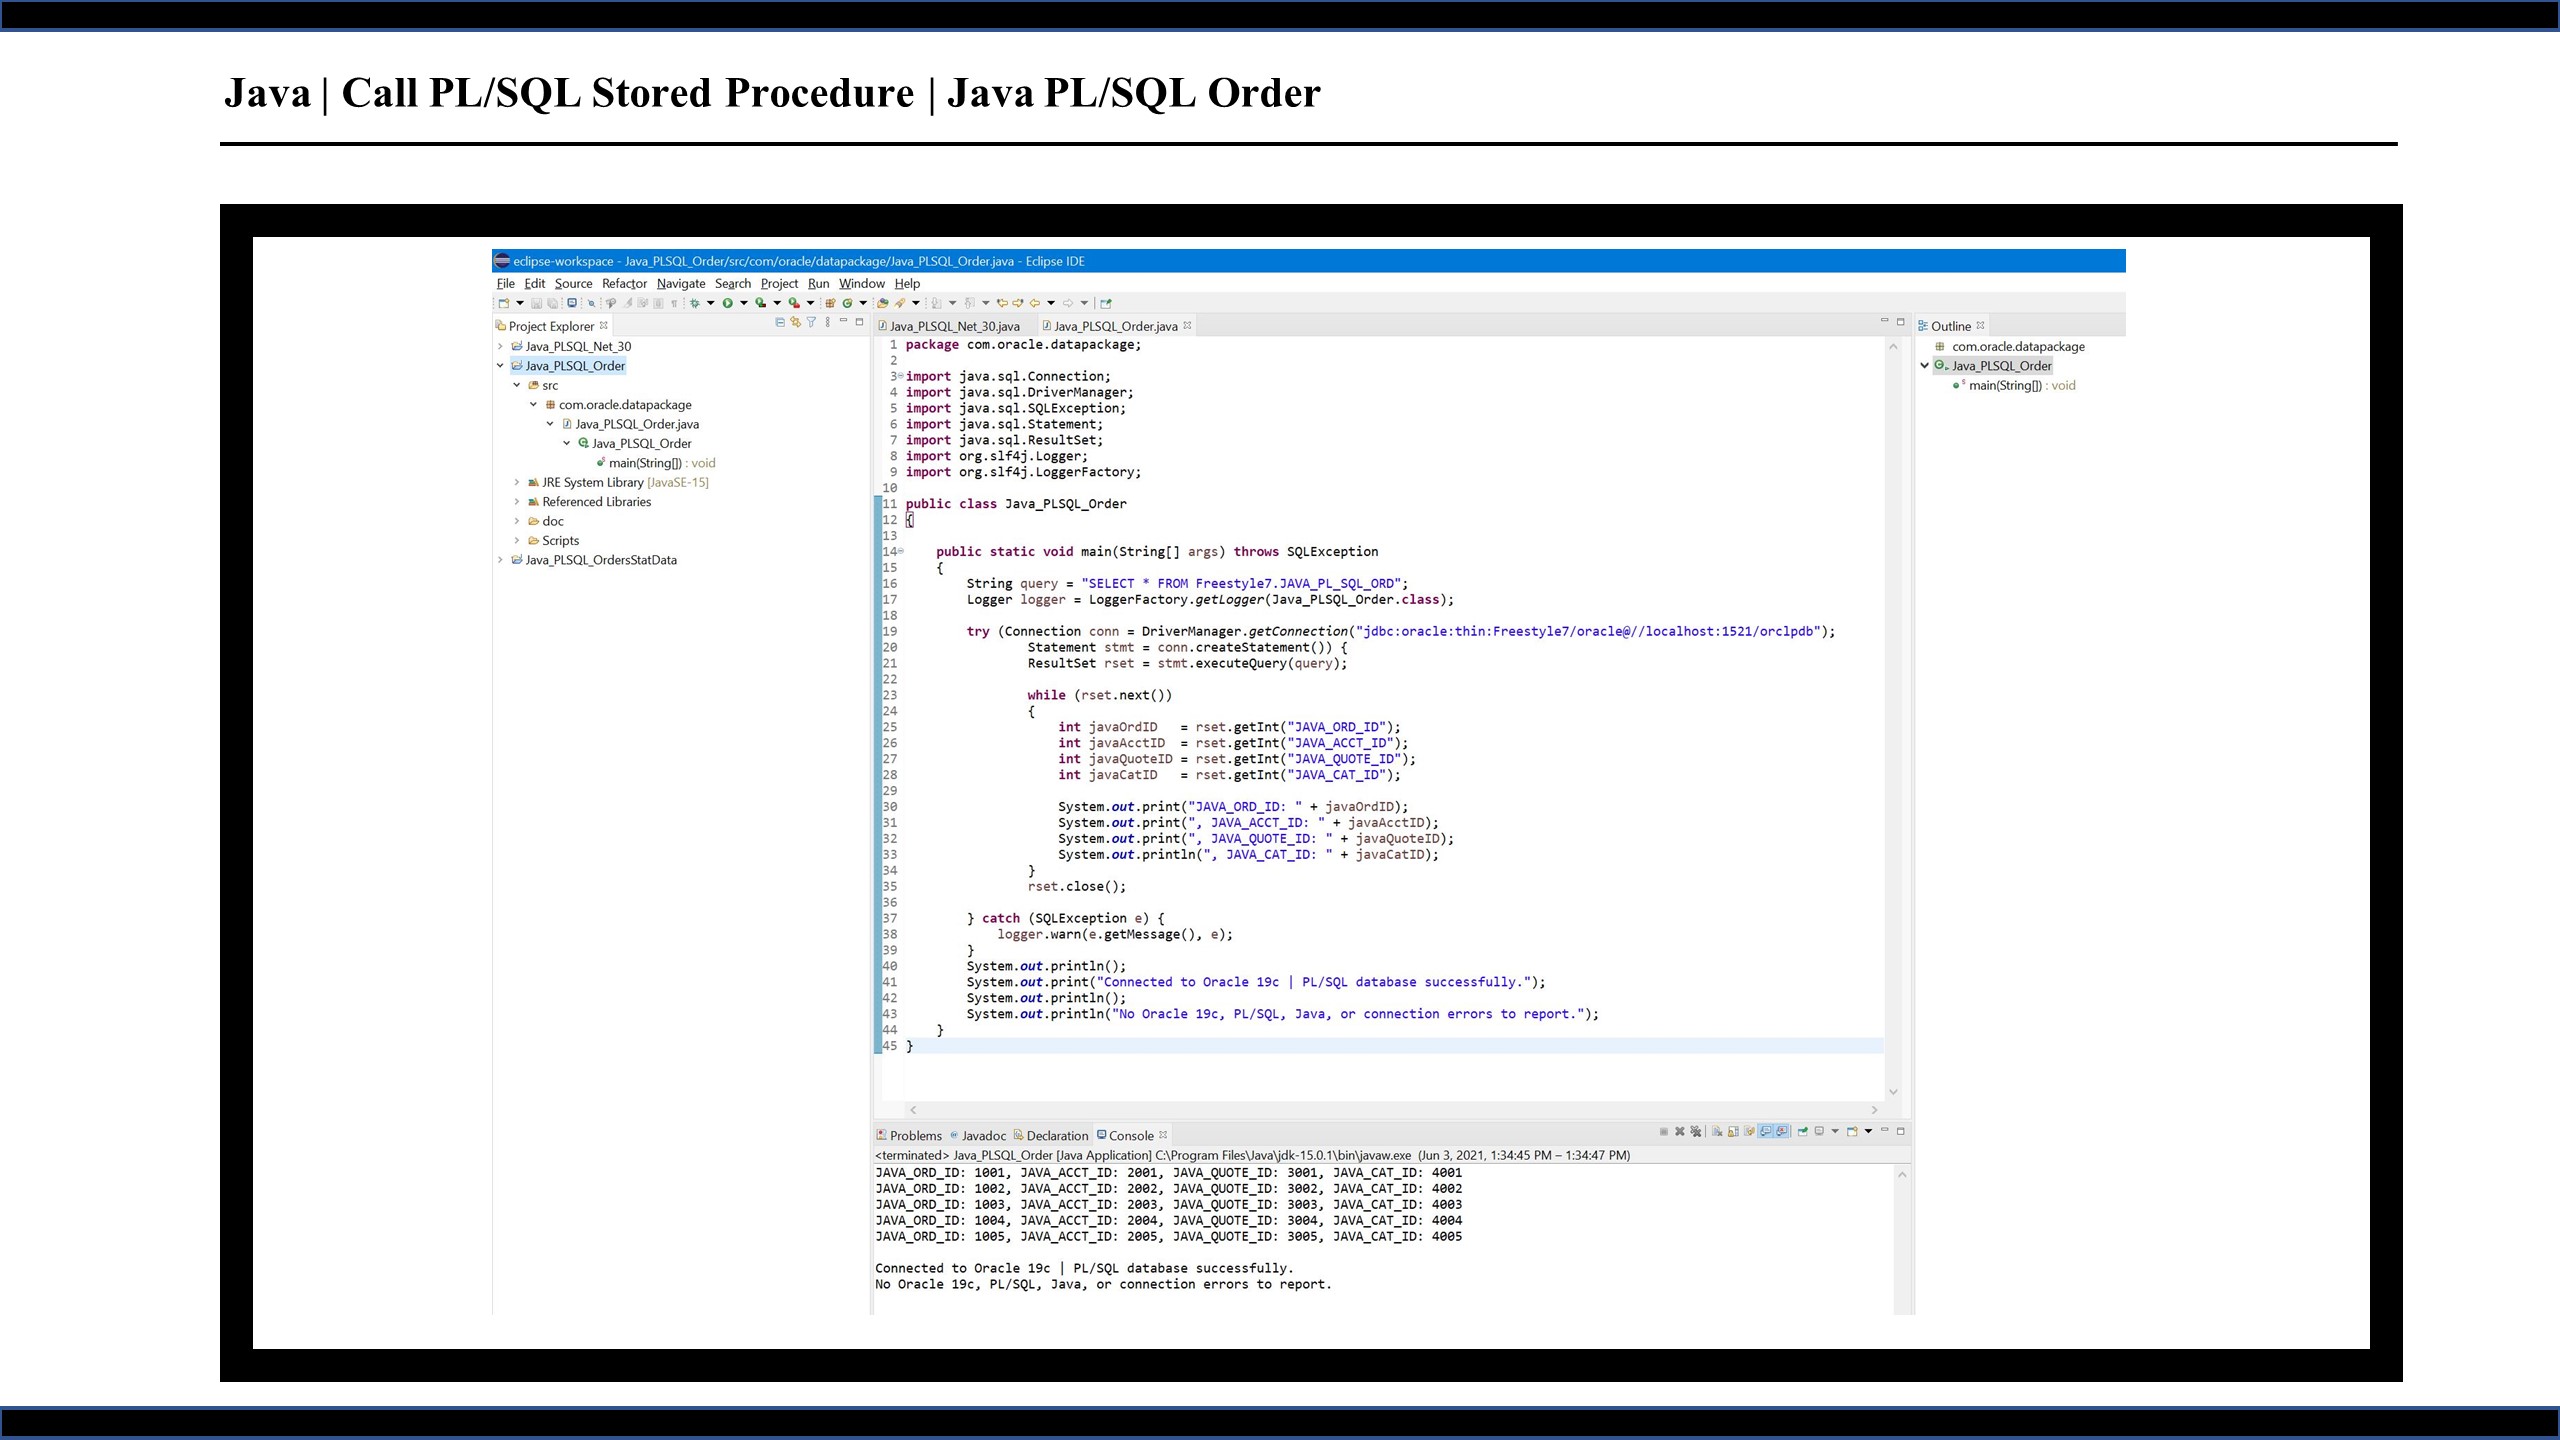 Java | Call PL/SQL Stored Procedure | Java PL/SQL Order
eclipse-workspace - Java_PLSQL_Order/src/com/oracle/datapackage/Java_PLSQL_Order.java - Eclipse IDE
File Edit Source Refactor Navigate Search Project Run Window Help
Project Explorer
Java_PLSQL_Net_30
Java_PLSQL_Order
src
com.oracle.datapackage
Java_PLSQL_Order.java
Java_PLSQL_Order
main(String[]) : void
JRE System Library [JavaSE-15]
Referenced Libraries
doc
Scripts
Java_PLSQL_OrdersStatData
Java_PLSQL_Net_30.java Java_PLSQL_Order.java
1 package com.oracle.datapackage;
2
3 import java.sql.Connection;
4 import java.sql.DriverManager;
5 import java.sql.SQLException;
6 import java.sql.Statement;
7 import java.sql.ResultSet;
8 import org.slf4j.Logger;
9 import org.slf4j.LoggerFactory;
10
11 public class Java_PLSQL_Order
12 {
13
14 public static void main(String[] args) throws SQLException
15 {
16 String query = "SELECT * FROM Freestyle7.JAVA_PL_SQL_ORD";
17 Logger logger = LoggerFactory.getLogger(Java_PLSQL_Order.class);
18
19 try (Connection conn = DriverManager.getConnection("jdbc:oracle:thin:Freestyle7/oracle@//localhost:1521/orclpdb");
20 Statement stmt = conn.createStatement()) {
21 ResultSet rset = stmt.executeQuery(query);
22
23 while (rset.next())
24 {
25 int javaOrdID = rset.getInt("JAVA_ORD_ID");
26 int javaAcctID = rset.getInt("JAVA_ACCT_ID");
27 int javaQuoteID = rset.getInt("JAVA_QUOTE_ID");
28 int javaCatID = rset.getInt("JAVA_CAT_ID");
29
30 System.out.print("JAVA_ORD_ID: " + javaOrdID);
31 System.out.print(", JAVA_ACCT_ID: " + javaAcctID);
32 System.out.print(", JAVA_QUOTE_ID: " + javaQuoteID);
33 System.out.println(", JAVA_CAT_ID: " + javaCatID);
34 }
35 rset.close();
36
37 } catch (SQLException e) {
38 logger.warn(e.getMessage(), e);
39 }
40 System.out.println();
41 System.out.print("Connected to Oracle 19c | PL/SQL database successfully.");
42 System.out.println();
43 System.out.println("No Oracle 19c, PL/SQL, Java, or connection errors to report.");
44 }
45 }
Outline
com.oracle.datapackage
Java_PLSQL_Order
main(String[]) : void
Problems Javadoc Declaration Console
<terminated> Java_PLSQL_Order [Java Application] C:\Program Files\Java\jdk-15.0.1\bin\javaw.exe (Jun 3, 2021, 1:34:45 PM – 1:34:47 PM)
JAVA_ORD_ID: 1001, JAVA_ACCT_ID: 2001, JAVA_QUOTE_ID: 3001, JAVA_CAT_ID: 4001
JAVA_ORD_ID: 1002, JAVA_ACCT_ID: 2002, JAVA_QUOTE_ID: 3002, JAVA_CAT_ID: 4002
JAVA_ORD_ID: 1003, JAVA_ACCT_ID: 2003, JAVA_QUOTE_ID: 3003, JAVA_CAT_ID: 4003
JAVA_ORD_ID: 1004, JAVA_ACCT_ID: 2004, JAVA_QUOTE_ID: 3004, JAVA_CAT_ID: 4004
JAVA_ORD_ID: 1005, JAVA_ACCT_ID: 2005, JAVA_QUOTE_ID: 3005, JAVA_CAT_ID: 4005
Connected to Oracle 19c | PL/SQL database successfully.
No Oracle 19c, PL/SQL, Java, or connection errors to report.